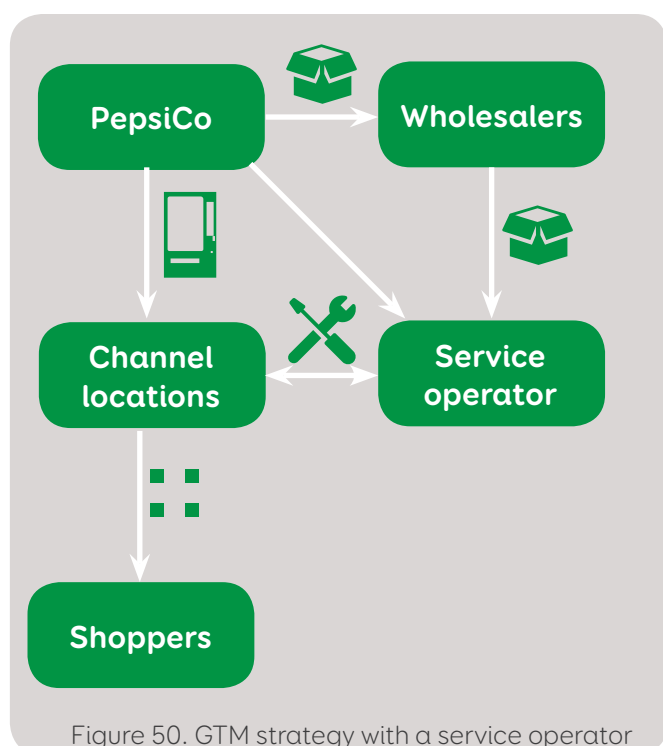 PepsiCo
Wholesalers
Channel
locations
Service
operator
Shoppers
Figure 50. GTM strategy with a service operator